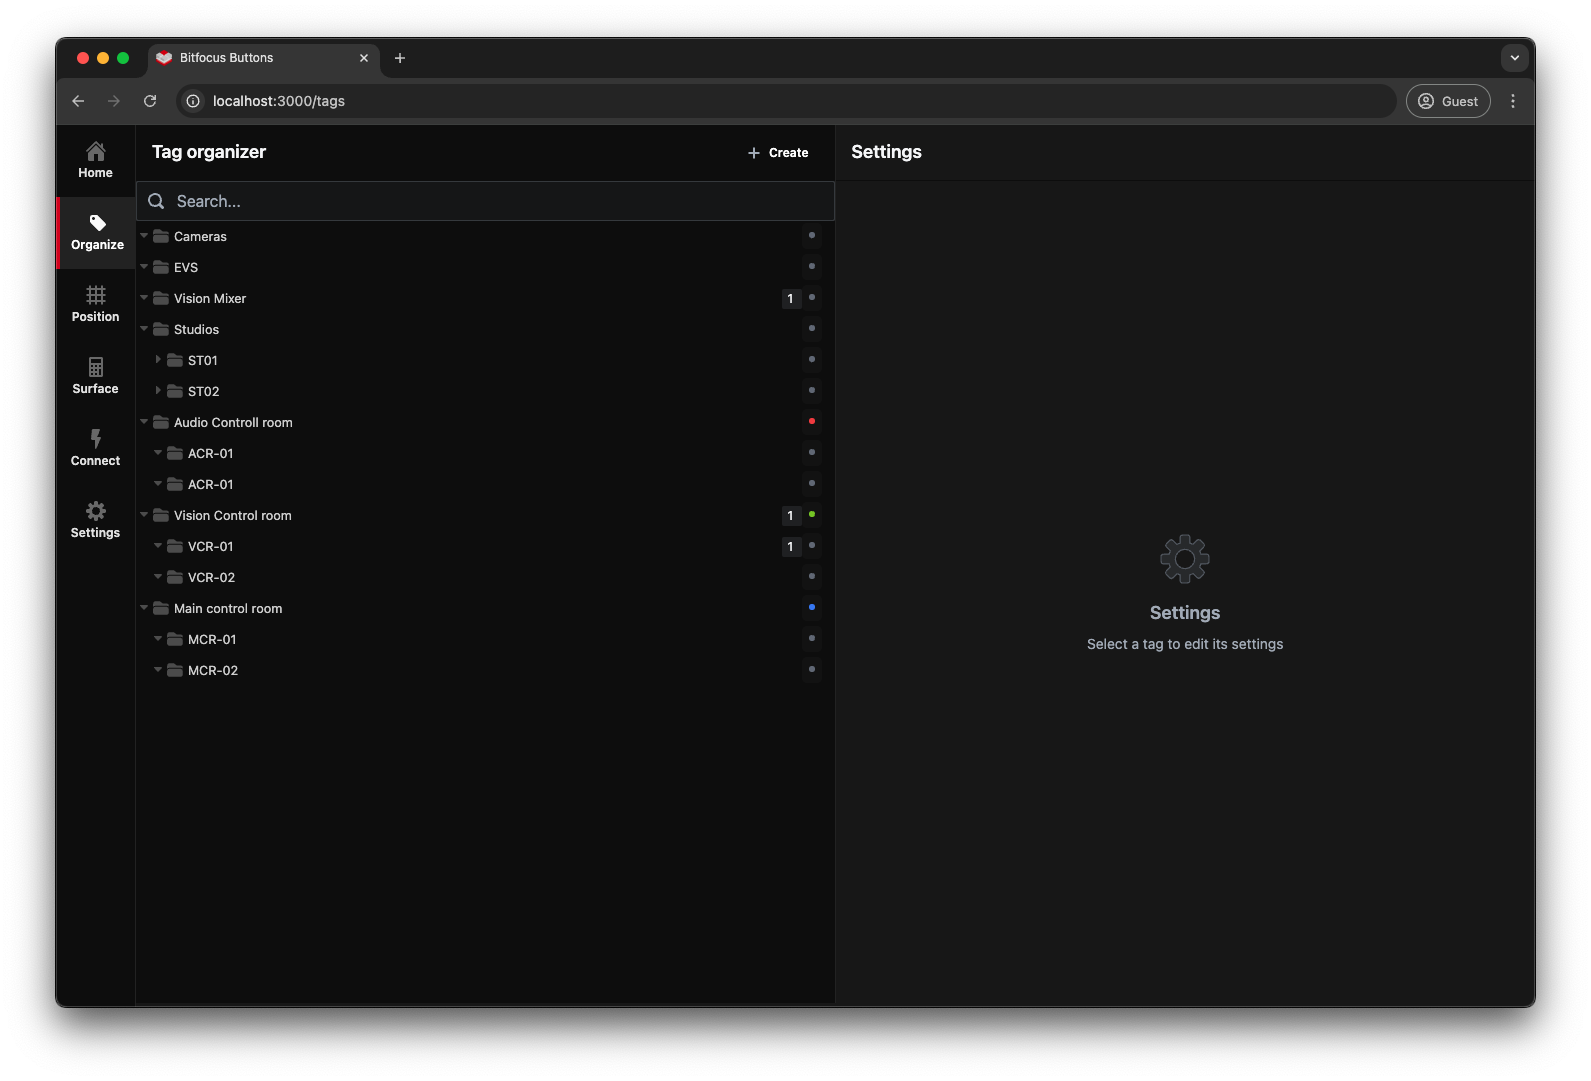 Bitfocus Buttons
localhost:3000/tags
Guest
Home
Organize
Position
Surface
Connect
Settings
Tag organizer
Create
Search...
Cameras
EVS
Vision Mixer 1
Studios
ST01
ST02
Audio Controll room
ACR-01
ACR-01
Vision Control room 1
VCR-01 1
VCR-02
Main control room
MCR-01
MCR-02
Settings
Settings
Select a tag to edit its settings